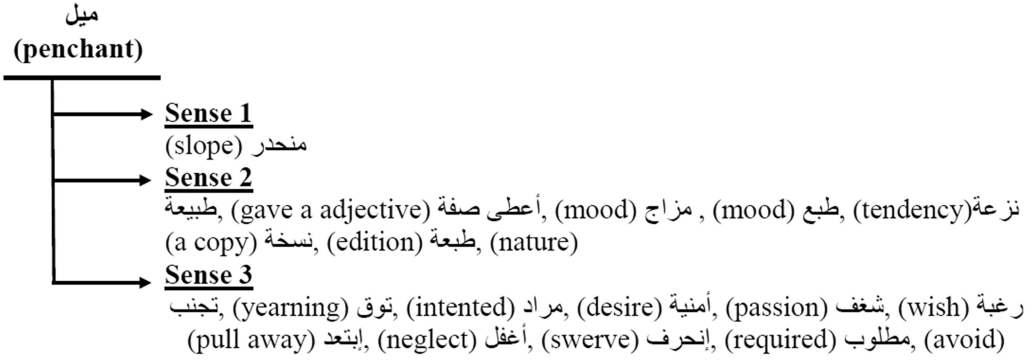 ميل
(penchant)
Sense 1
منحدر (slope)
Sense 2
نزعة(tendency), طبع (mood) , مزاج (mood), أعطى صفة (gave a adjective), طبيعة
(nature), طبعة (edition), نسخة (a copy)
Sense 3
رغبة (wish), شغف (passion), أمنية (desire), مراد (intented), توق (yearning), تجنب
(avoid), مطلوب (required), إنحرف (swerve), أغفل (neglect), إبتعد (pull away)